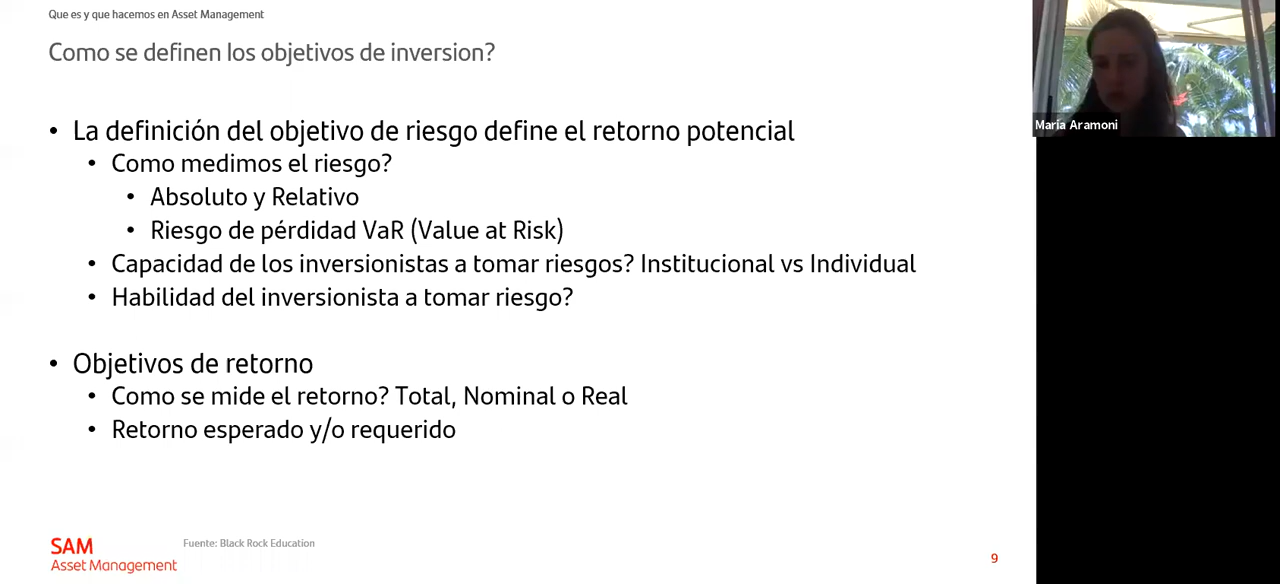 Que es y que hacemos en Asset Management
Como se definen los objetivos de inversion?
• La definición del objetivo de riesgo define el retorno potencial
• Como medimos el riesgo?
• Absoluto y Relativo
• Riesgo de pérdidad VaR (Value at Risk)
• Capacidad de los inversionistas a tomar riesgos? Institucional vs Individual
• Habilidad del inversionista a tomar riesgo?
• Objetivos de retorno
• Como se mide el retorno? Total, Nominal o Real
• Retorno esperado y/o requerido
SAM
Asset Management
Fuente: Black Rock Education
9
María Aramoni